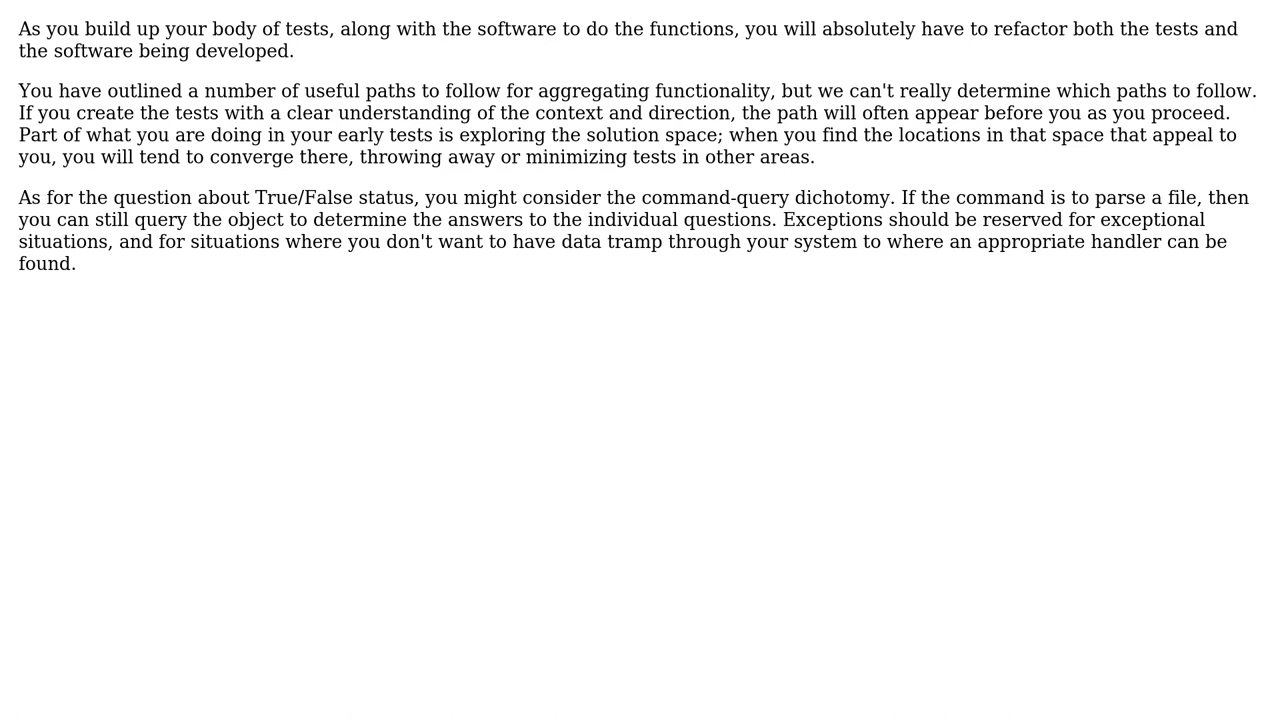 As you build up your body of tests, along with the software to do the functions, you will absolutely have to refactor both the tests and
the software being developed.
You have outlined a number of useful paths to follow for aggregating functionality, but we can't really determine which paths to follow.
If you create the tests with a clear understanding of the context and direction, the path will often appear before you as you proceed.
Part of what you are doing in your early tests is exploring the solution space; when you find the locations in that space that appeal to
you, you will tend to converge there, throwing away or minimizing tests in other areas.
As for the question about True/False status, you might consider the command-query dichotomy. If the command is to parse a file, then
you can still query the object to determine the answers to the individual questions. Exceptions should be reserved for exceptional
situations, and for situations where you don't want to have data tramp through your system to where an appropriate handler can be
found.